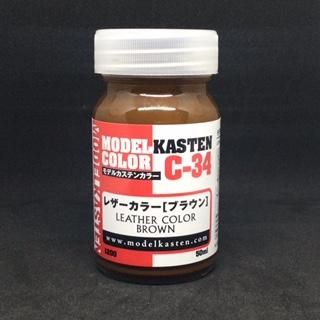 MODELKASTEN
MODEL KASTEN
COLOR C-34
モデルカステンカラー
レザーカラー[ブラウン]
LEATHER COLOR
BROWN
www.modelkasten.com
50ml